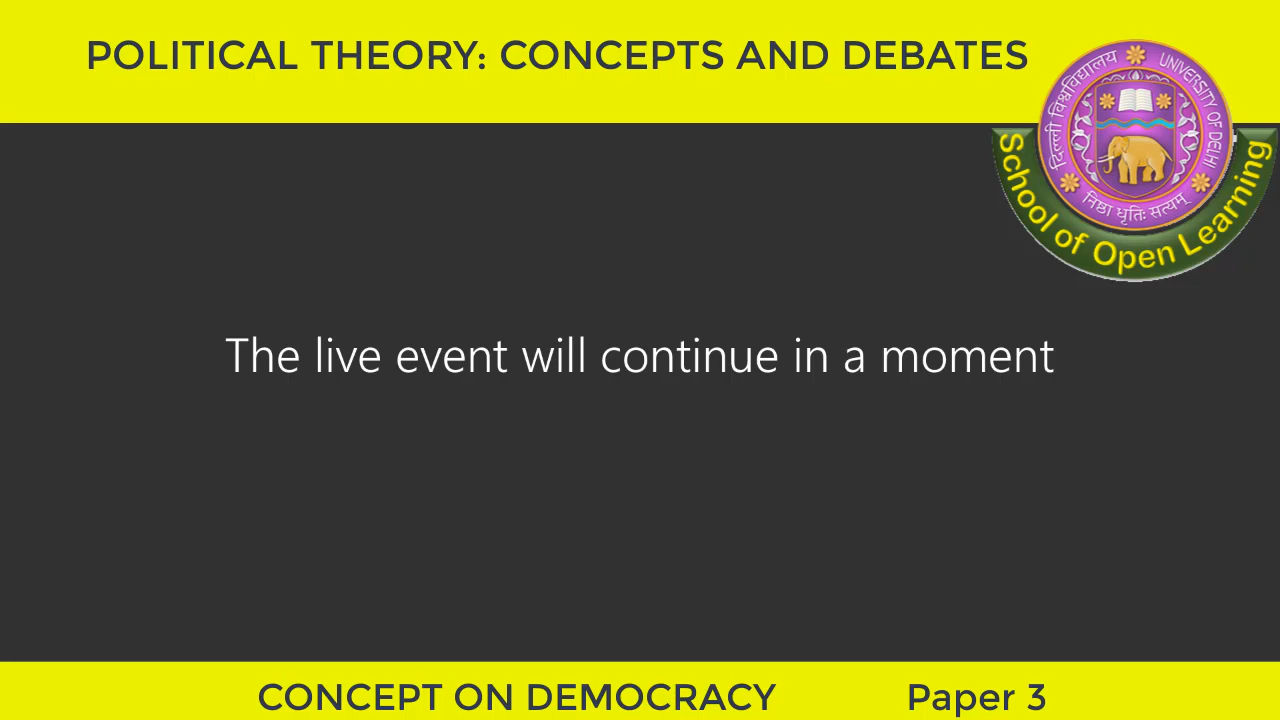 POLITICAL THEORY: CONCEPTS AND DEBATES
दिल्ली विश्वविद्यालय
UNIVERSITY OF DELHI
निष्ठा धृतिः सत्यम्
School of Open Learning
The live event will continue in a moment
CONCEPT ON DEMOCRACY Paper 3